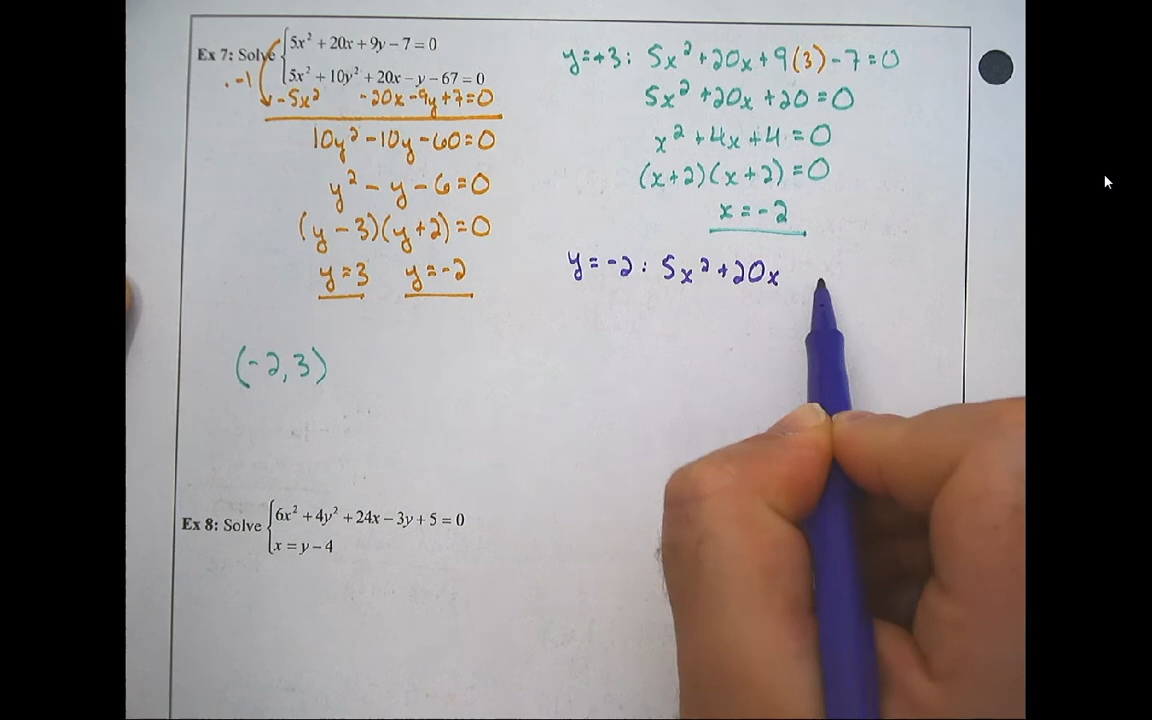 Ex 7: Solve
5x² + 20x + 9y − 7 = 0
5x² + 10y² + 20x − y − 67 = 0
· -1
-5x² -20x -9y +7 = 0
10y² -10y -60 = 0
y² - y - 6 = 0
(y - 3)(y + 2) = 0
y = 3 y = -2
(-2, 3)
y = +3: 5x² + 20x + 9(3) - 7 = 0
5x² + 20x + 20 = 0
x² + 4x + 4 = 0
(x + 2)(x + 2) = 0
x = -2
y = -2: 5x² + 20x
Ex 8: Solve
6x² + 4y² + 24x − 3y + 5 = 0
x = y − 4